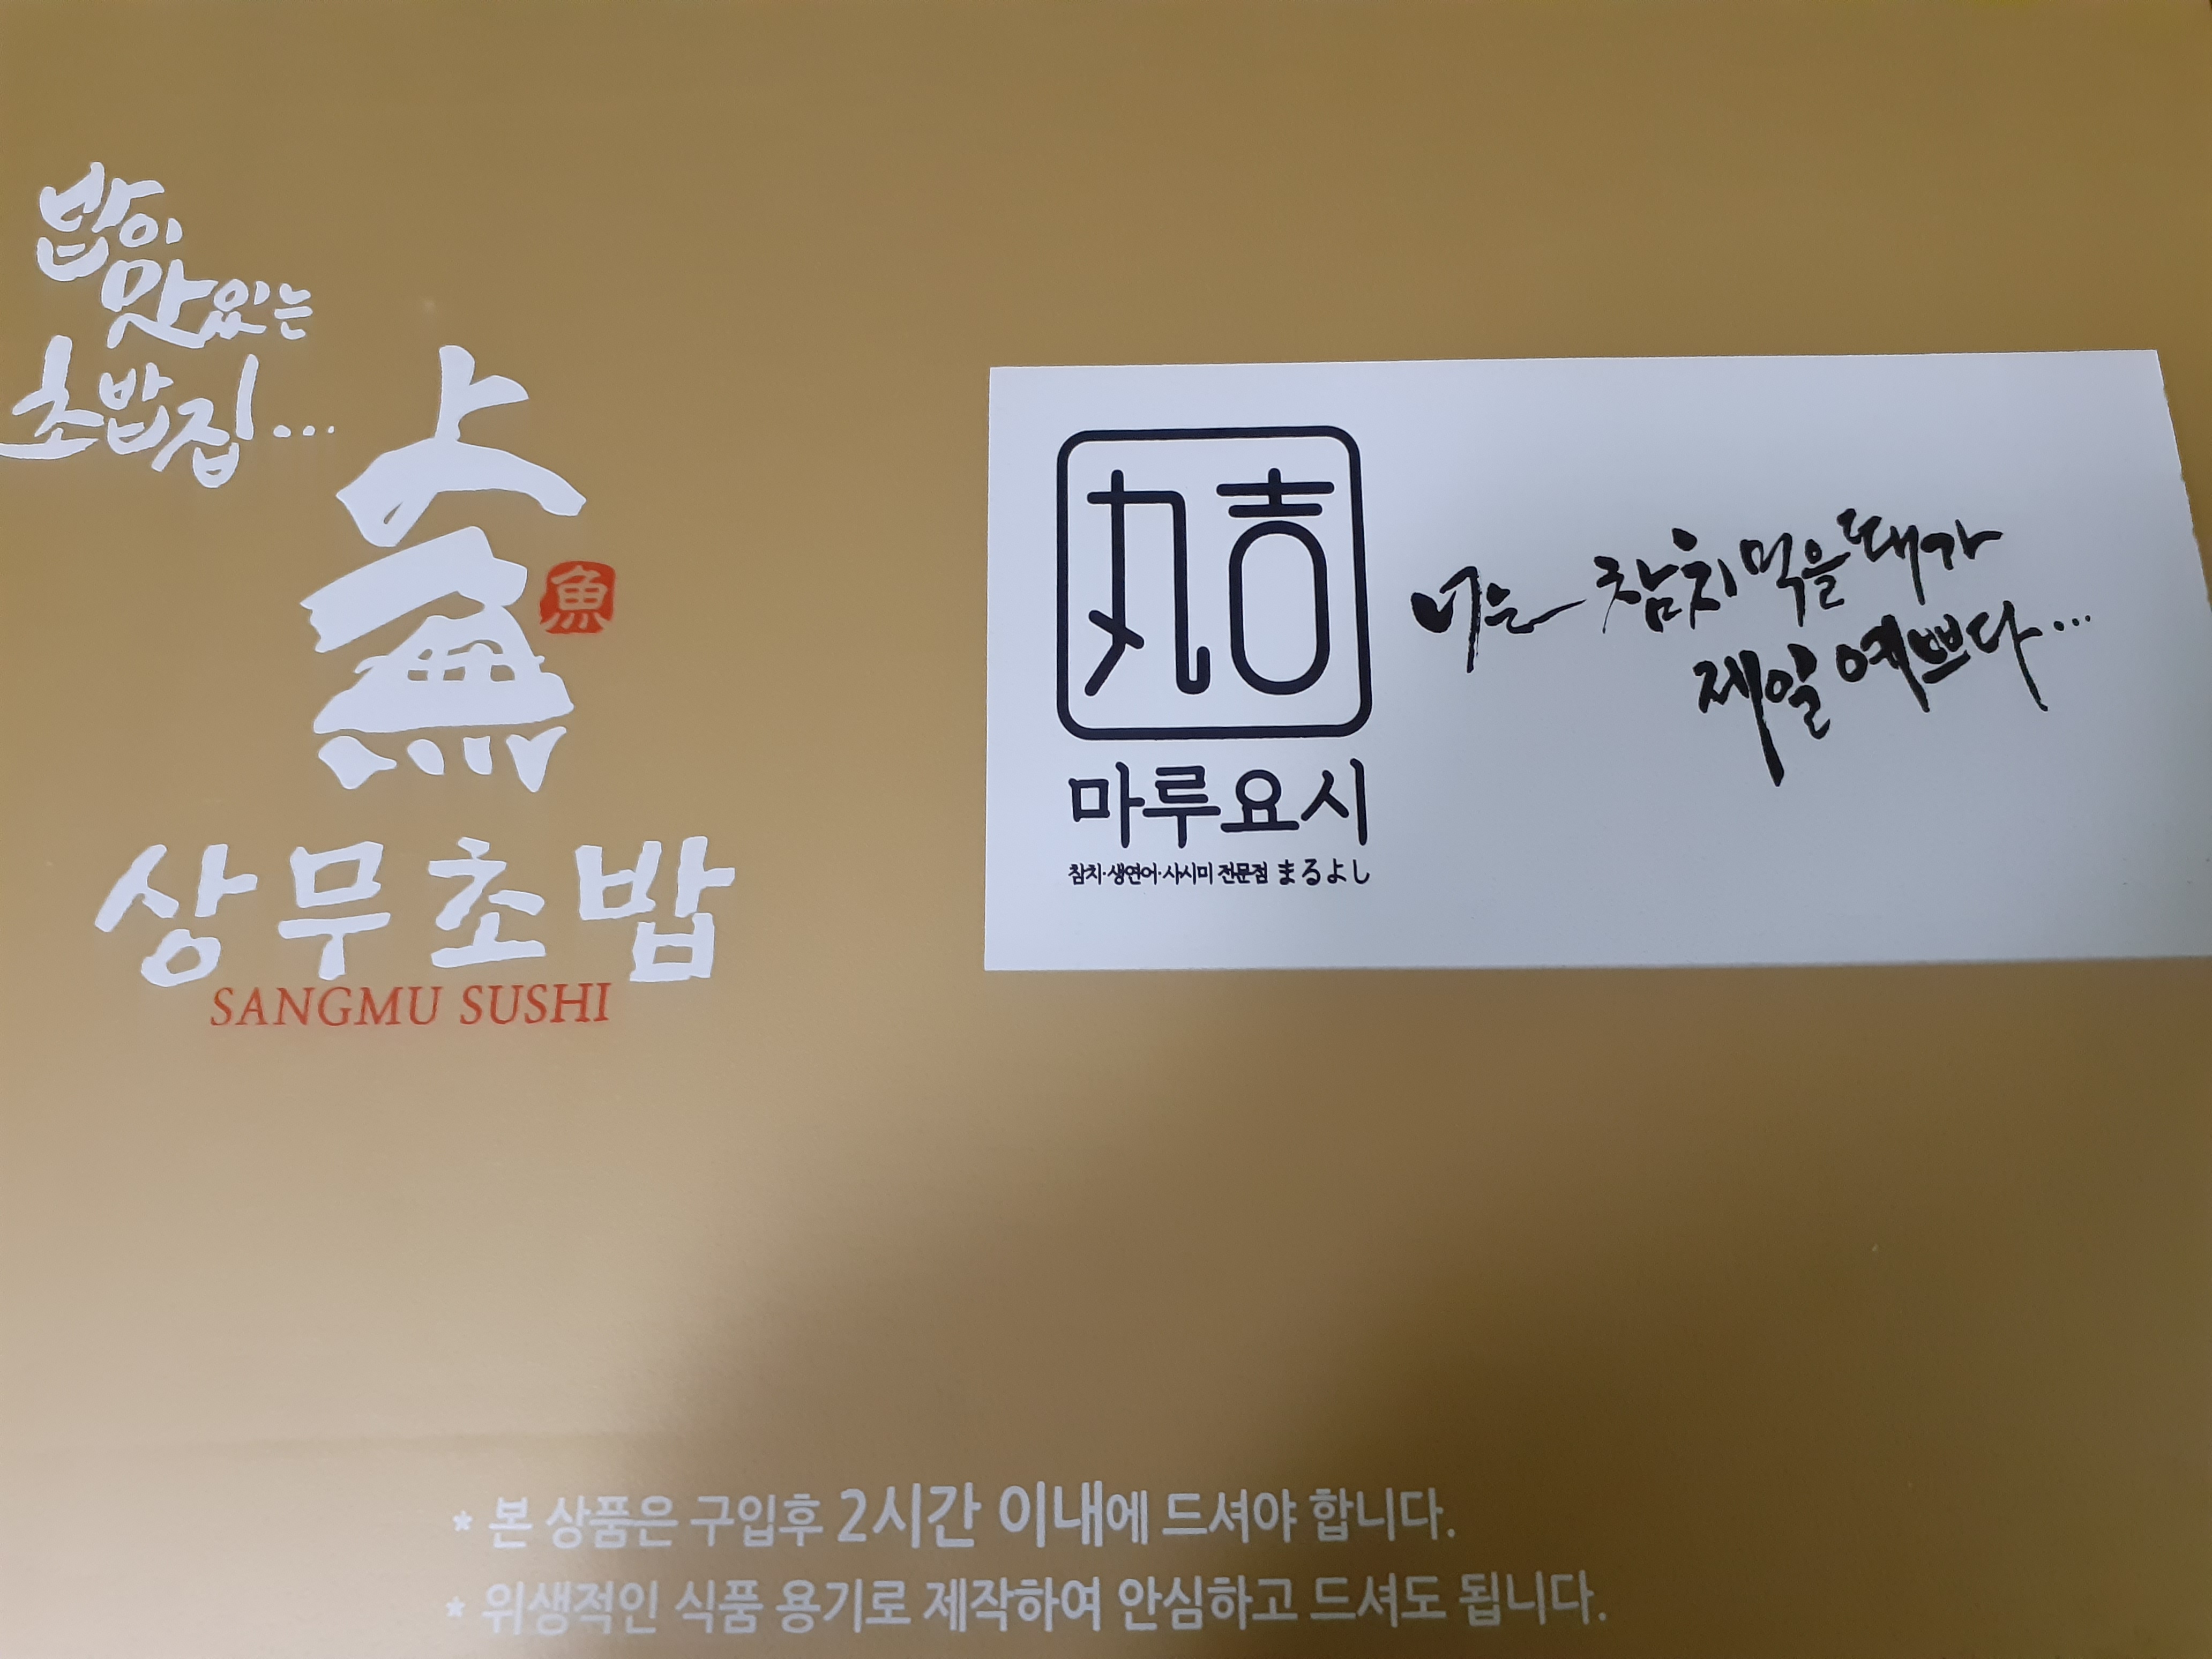 밥이
맛있는
초밥집...
上
無
魚
상무초밥
SANGMU SUSHI
丸吉
마루요시
참치·생연어·사시미 전문점 まるよし
너는 참치 먹을 때가
제일 예쁘다...
* 본 상품은 구입후 2시간 이내에 드셔야 합니다.
* 위생적인 식품 용기로 제작하여 안심하고 드셔도 됩니다.